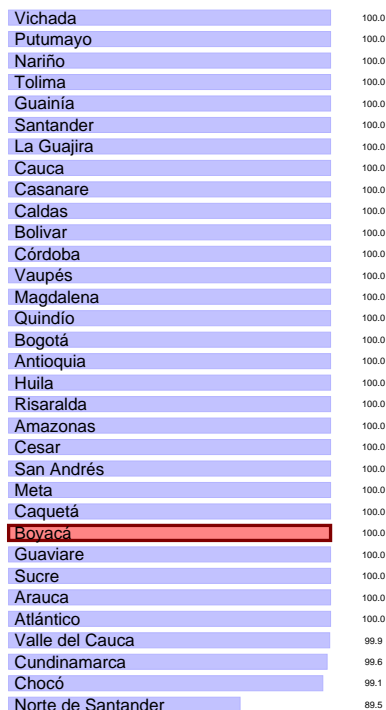 Vichada 100.0
Putumayo 100.0
Nariño 100.0
Tolima 100.0
Guainía 100.0
Santander 100.0
La Guajira 100.0
Cauca 100.0
Casanare 100.0
Caldas 100.0
Bolivar 100.0
Córdoba 100.0
Vaupés 100.0
Magdalena 100.0
Quindío 100.0
Bogotá 100.0
Antioquia 100.0
Huila 100.0
Risaralda 100.0
Amazonas 100.0
Cesar 100.0
San Andrés 100.0
Meta 100.0
Caquetá 100.0
Boyacá 100.0
Guaviare 100.0
Sucre 100.0
Arauca 100.0
Atlántico 100.0
Valle del Cauca 99.9
Cundinamarca 99.6
Chocó 99.1
Norte de Santander 89.5